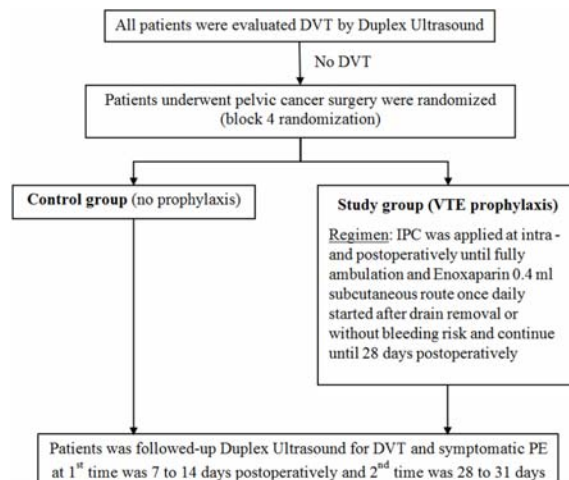 All patients were evaluated DVT by Duplex Ultrasound
No DVT
Patients underwent pelvic cancer surgery were randomized
(block 4 randomization)
Control group (no prophylaxis)
Study group (VTE prophylaxis)
Regimen: IPC was applied at intra -
and postoperatively until fully
ambulation and Enoxaparin 0.4 ml
subcutaneous route once daily
started after drain removal or
without bleeding risk and continue
until 28 days postoperatively
Patients was followed-up Duplex Ultrasound for DVT and symptomatic PE
at 1st time was 7 to 14 days postoperatively and 2nd time was 28 to 31 days